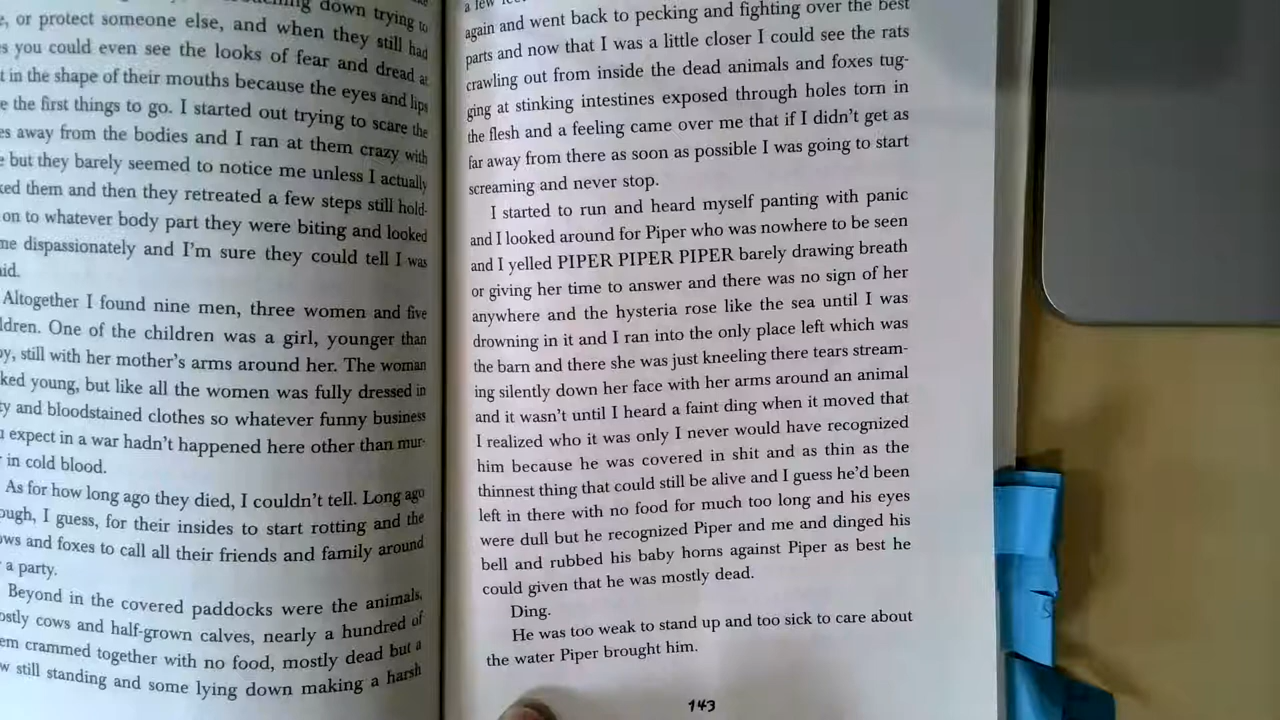 down trying to
, or protect someone else, and when they still had
you could even see the looks of fear and dread
in the shape of their mouths because the eyes and lips
the first things to go. I started out trying to scare the
away from the bodies and I ran at them crazy with
but they barely seemed to notice me unless I actually
them and then they retreated a few steps still hold-
on to whatever body part they were biting and looked
dispassionately and I'm sure they could tell I was
Altogether I found nine men, three women and five
One of the children was a girl, younger than
still with her mother's arms around her. The woman
young, but like all the women was fully dressed in
and bloodstained clothes so whatever funny business
expect in a war hadn't happened here other than mur-
in cold blood.
As for how long ago they died, I couldn't tell. Long ago
I guess, for their insides to start rotting and the
and foxes to call all their friends and family around
a party.
Beyond in the covered paddocks were the animals,
cows and half-grown calves, nearly a hundred of
crammed together with no food, mostly dead but a
still standing and some lying down making a harsh
a few
again and went back to pecking and fighting over the best
parts and now that I was a little closer I could see the rats
crawling out from inside the dead animals and foxes tug-
ging at stinking intestines exposed through holes torn in
the flesh and a feeling came over me that if I didn't get as
far away from there as soon as possible I was going to start
screaming and never stop.
I started to run and heard myself panting with panic
and I looked around for Piper who was nowhere to be seen
and I yelled PIPER PIPER PIPER barely drawing breath
or giving her time to answer and there was no sign of her
anywhere and the hysteria rose like the sea until I was
drowning in it and I ran into the only place left which was
the barn and there she was just kneeling there tears stream-
ing silently down her face with her arms around an animal
and it wasn't until I heard a faint ding when it moved that
I realized who it was only I never would have recognized
him because he was covered in shit and as thin as the
thinnest thing that could still be alive and I guess he'd been
left in there with no food for much too long and his eyes
were dull but he recognized Piper and me and dinged his
bell and rubbed his baby horns against Piper as best he
could given that he was mostly dead.
Ding.
He was too weak to stand up and too sick to care about
the water Piper brought him.
143